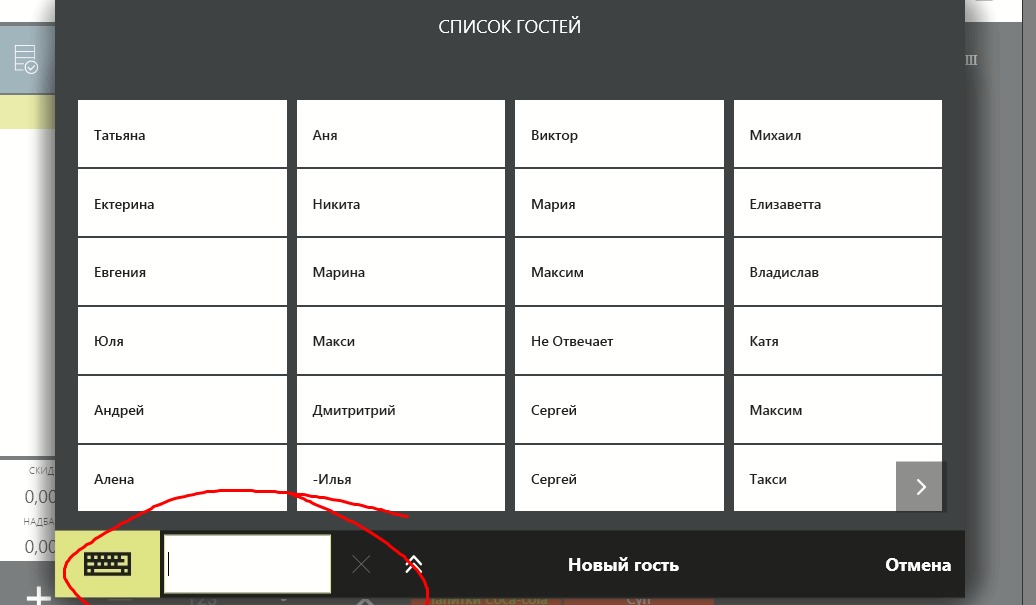 СПИСОК ГОСТЕЙ
Татьяна
Аня
Виктор
Михаил
Ектерина
Никита
Мария
Елизаветта
Евгения
Марина
Максим
Владислав
Юля
Макси
Не Отвечает
Катя
Андрей
Дмитритрий
Сергей
Максим
Алена
-Илья
Сергей
Такси
СКИД
0,00
НАДБА
0,00
Новый гость
Отмена